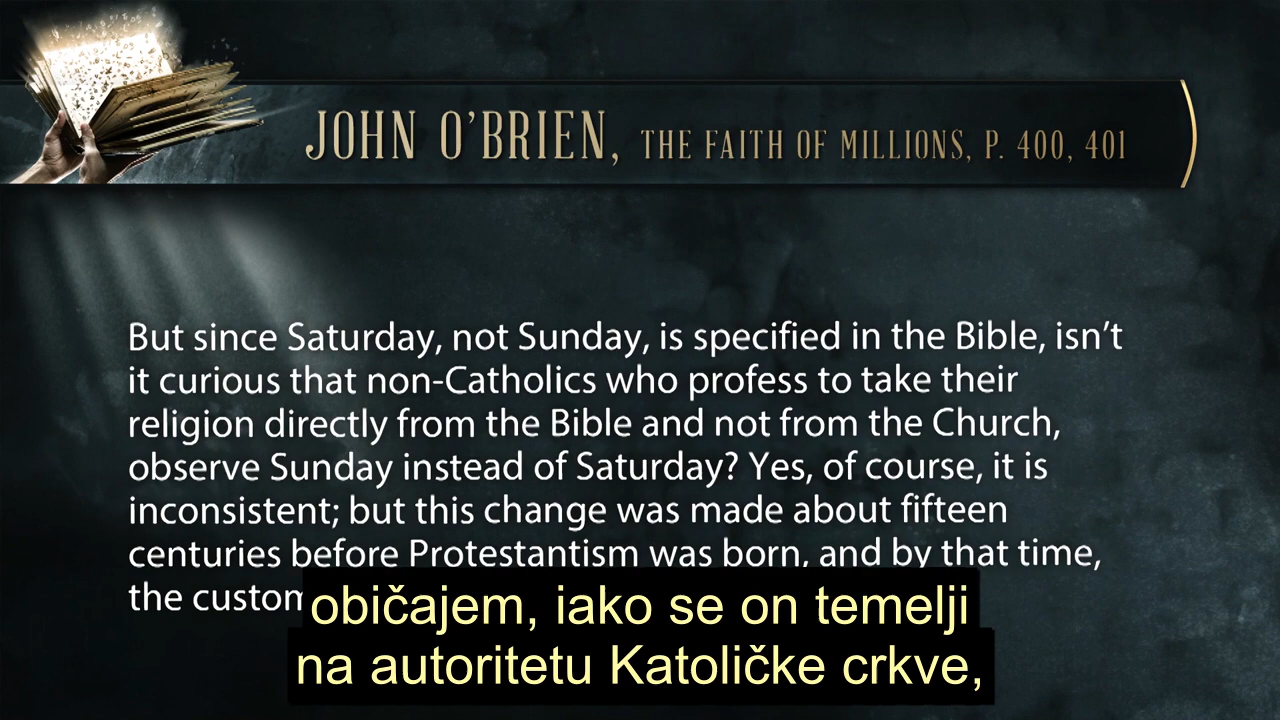 JOHN O'BRIEN, THE FAITH OF MILLIONS, P. 400, 401
But since Saturday, not Sunday, is specified in the Bible, isn't
it curious that non-Catholics who profess to take their
religion directly from the Bible and not from the Church,
observe Sunday instead of Saturday? Yes, of course, it is
inconsistent; but this change was made about fifteen
centuries before Protestantism was born, and by that time,
the custom
običajem, iako se on temelji
na autoritetu Katoličke crkve,